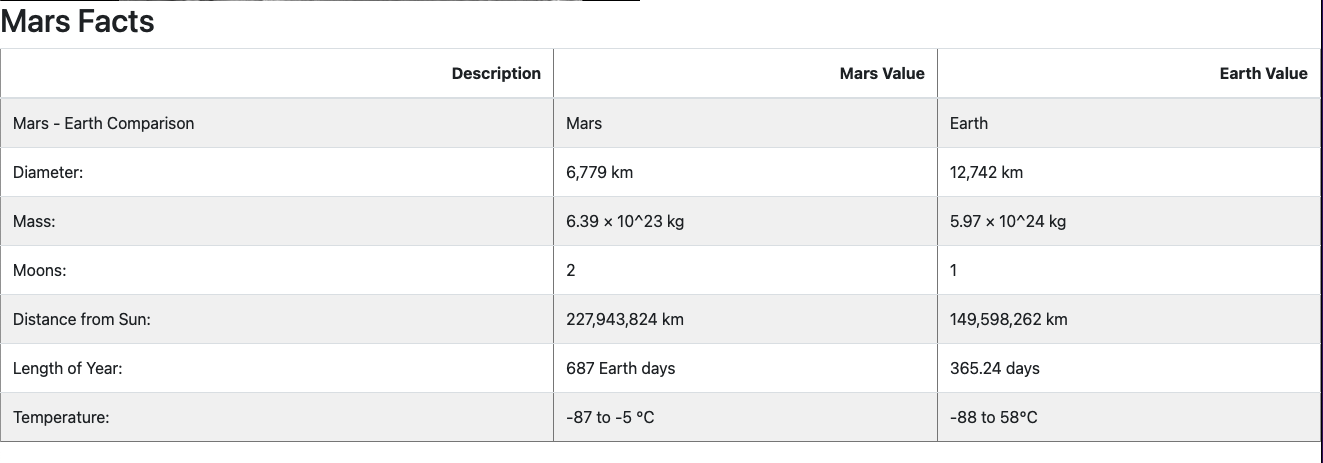 Mars Facts
Description Mars Value Earth Value
Mars - Earth Comparison Mars Earth
Diameter: 6,779 km 12,742 km
Mass: 6.39 × 10^23 kg 5.97 × 10^24 kg
Moons: 2 1
Distance from Sun: 227,943,824 km 149,598,262 km
Length of Year: 687 Earth days 365.24 days
Temperature: -87 to -5 °C -88 to 58°C